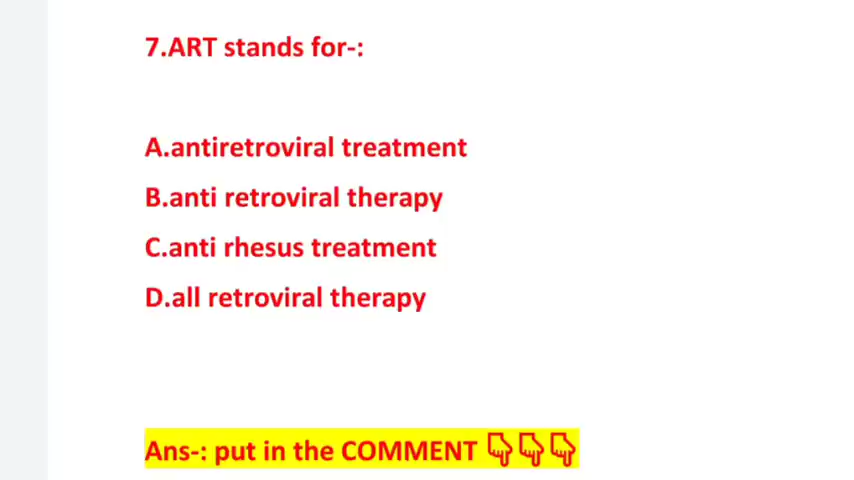 7.ART stands for-:
A.antiretroviral treatment
B.anti retroviral therapy
C.anti rhesus treatment
D.all retroviral therapy
Ans-: put in the COMMENT 👇👇👇